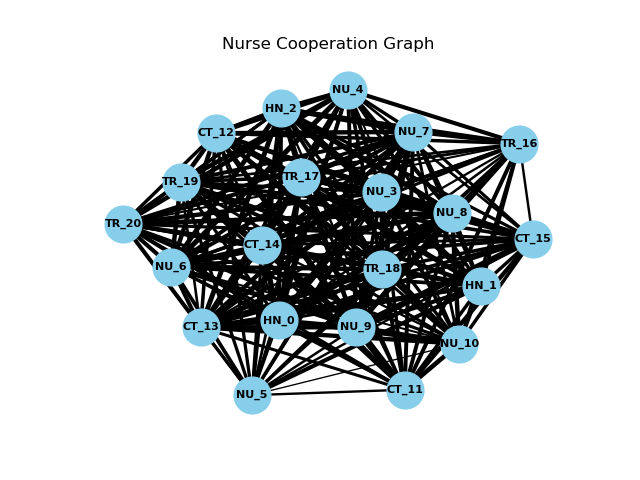 Nurse Cooperation Graph
NU_4
HN_2
CT_12
NU_7
TR_16
TR_17
TR_19
NU_3
NU_8
TR_20
CT_15
CT_14
NU_6
TR_18
HN_1
HN_0
CT_13
NU_9
NU_10
CT_11
NU_5